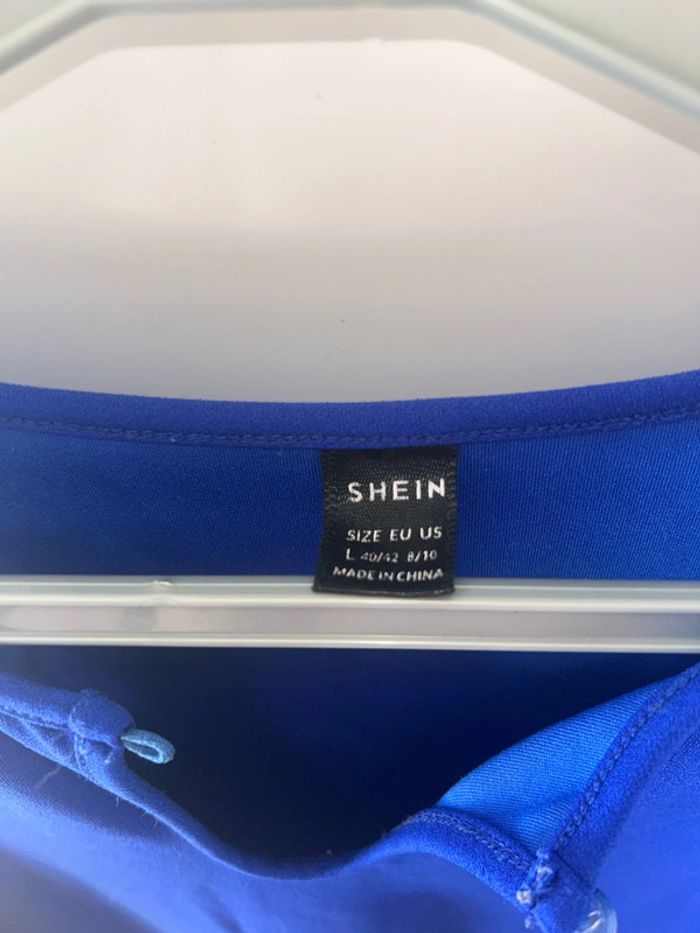 SHEIN
SIZE EU US
L 40/42 8/10
MADE IN CHINA